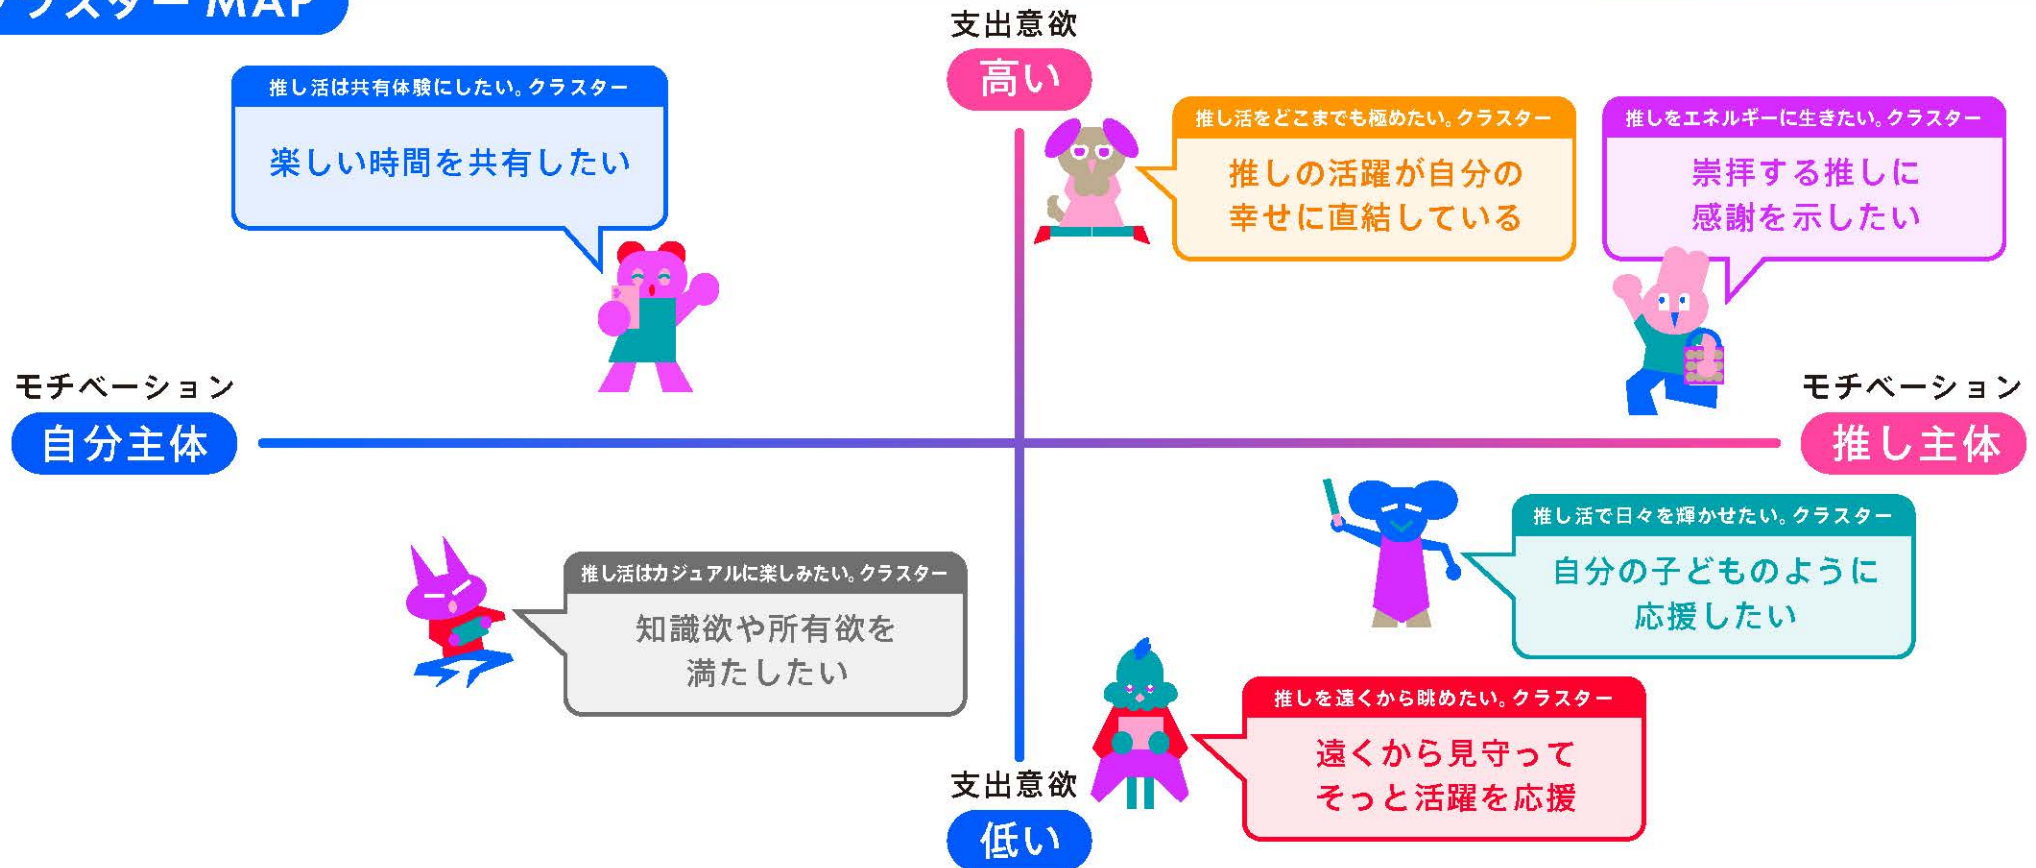 ラスター MAP
支出意欲
高い
推し活は共有体験にしたい。クラスター
楽しい時間を共有したい
推し活をどこまでも極めたい。クラスター
推しの活躍が自分の
幸せに直結している
推しをエネルギーに生きたい。クラスター
崇拝する推しに
感謝を示したい
モチベーション
自分主体
モチベーション
推し主体
推し活はカジュアルに楽しみたい。クラスター
知識欲や所有欲を
満たしたい
推し活で日々を輝かせたい。クラスター
自分の子どものように
応援したい
推しを遠くから眺めたい。クラスター
遠くから見守って
そっと活躍を応援
支出意欲
低い